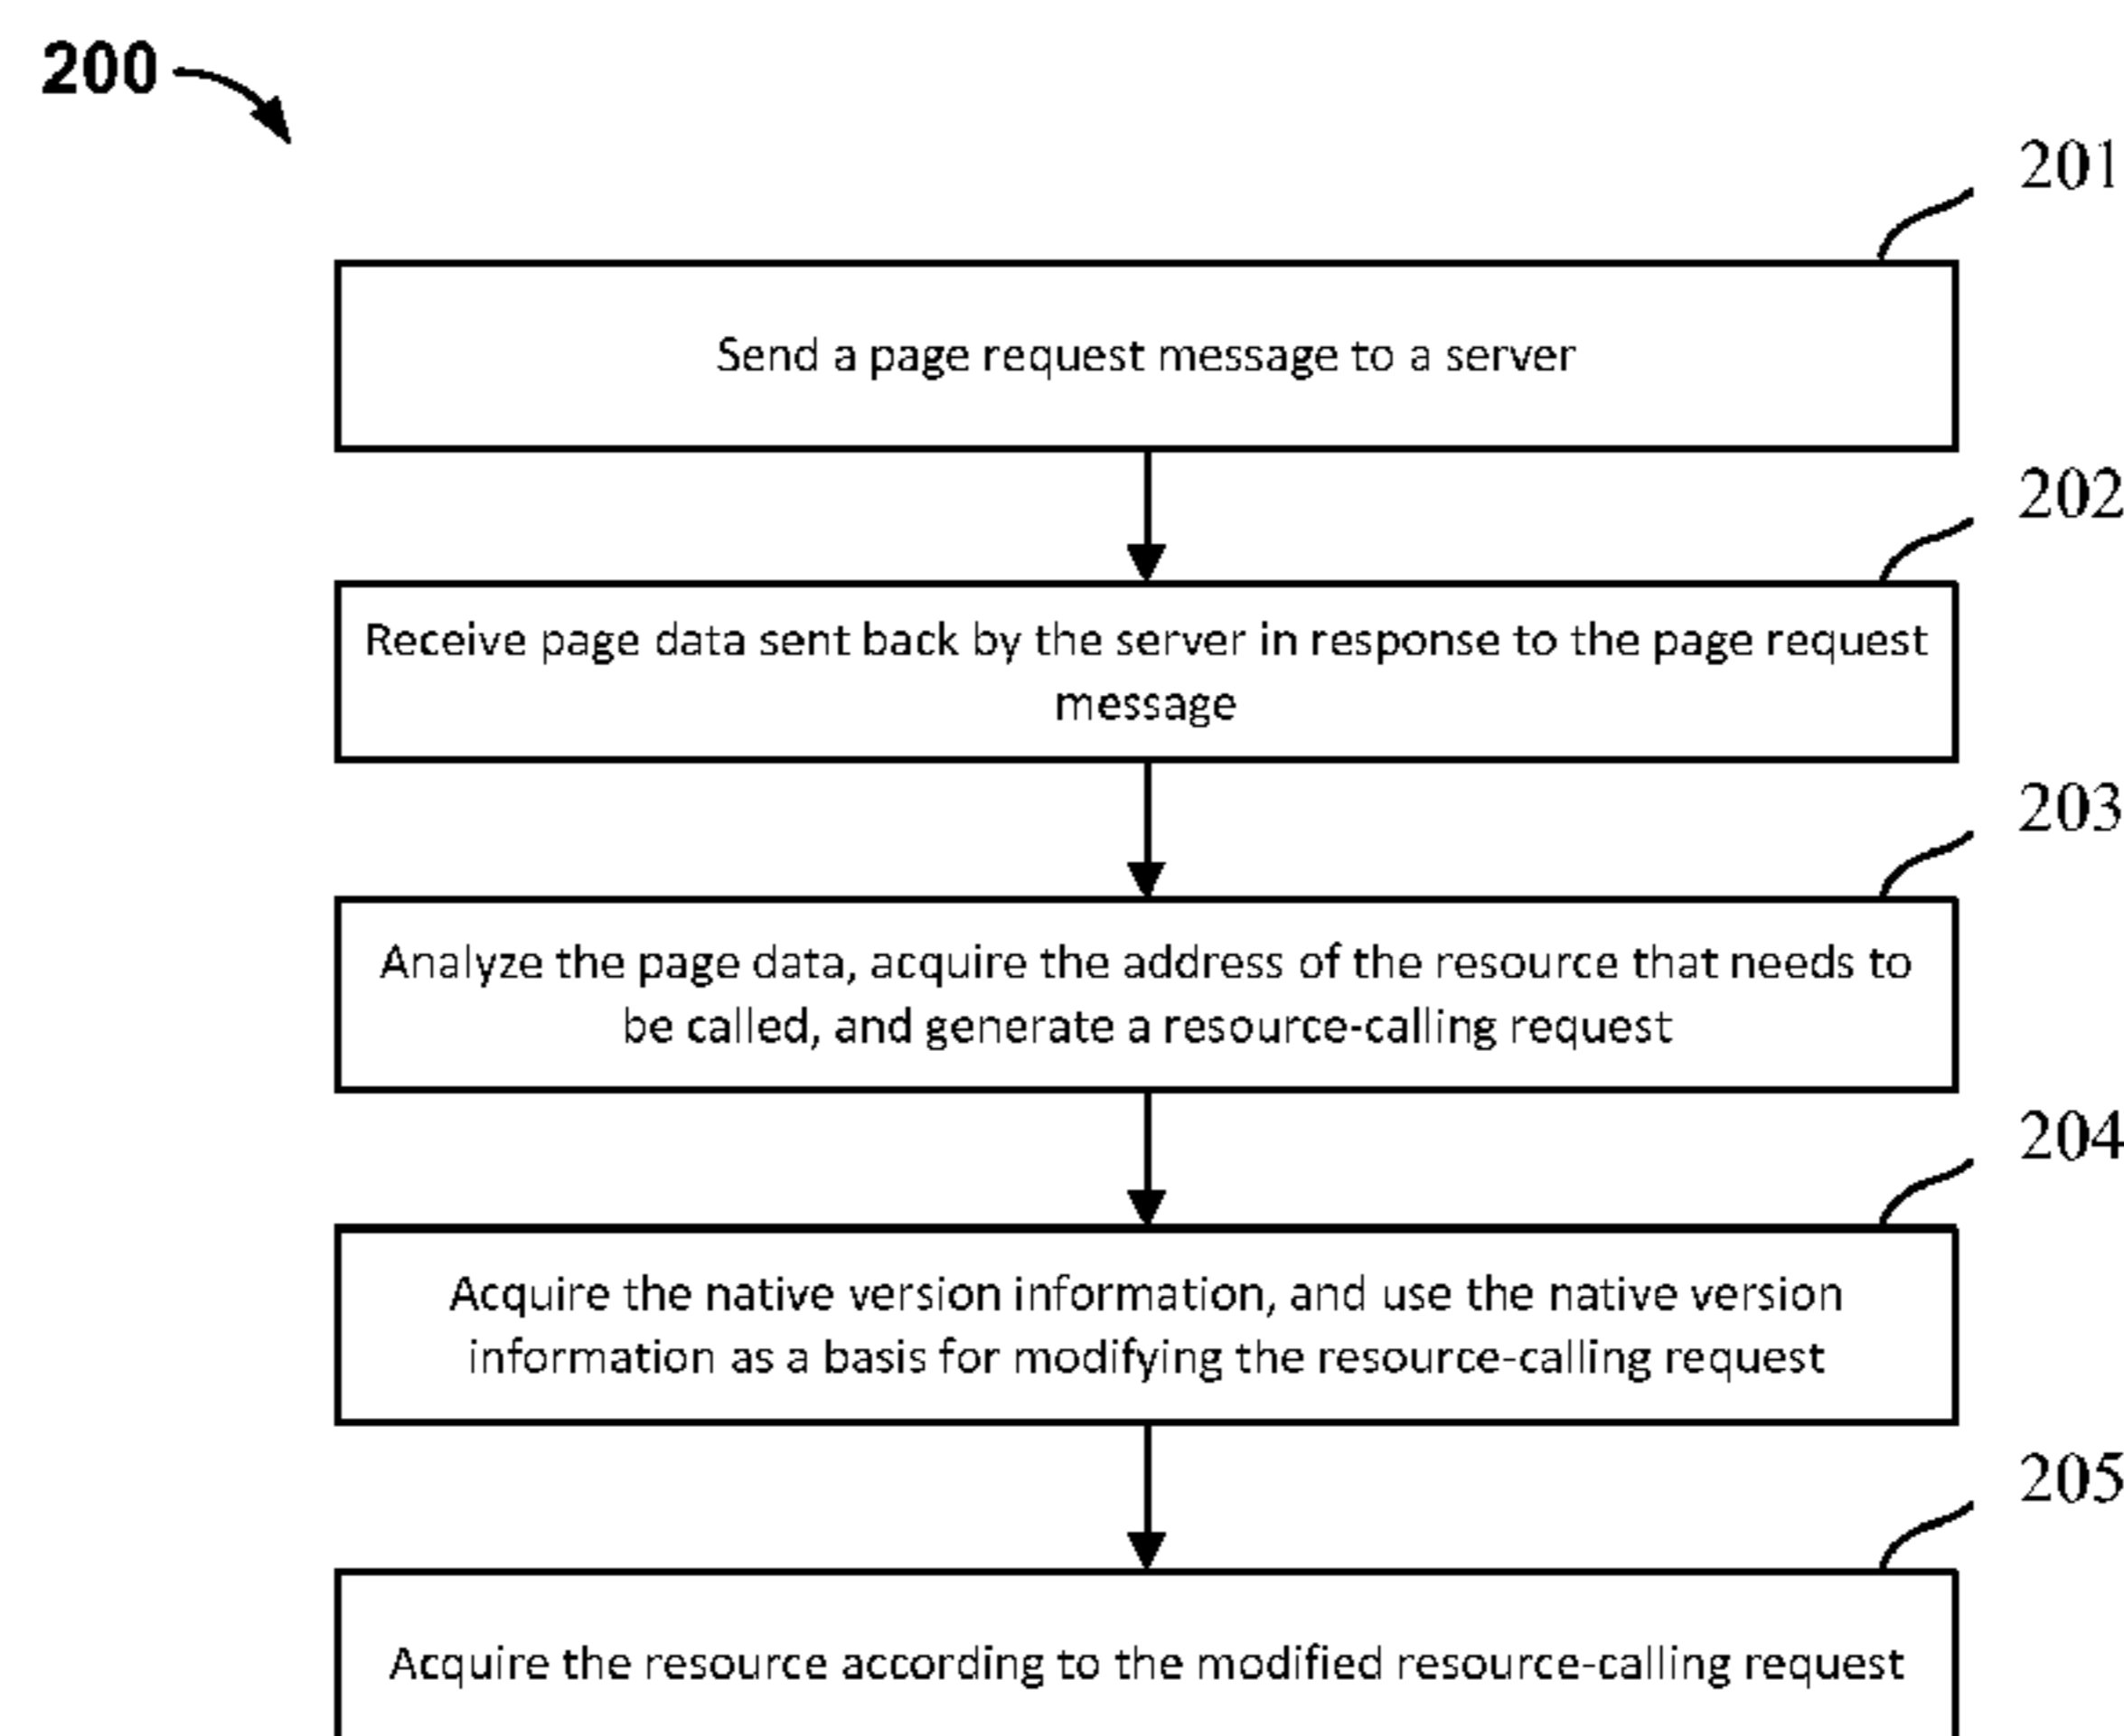 200
201
Send a page request message to a server
202
Receive page data sent back by the server in response to the page request
message
203
Analyze the page data, acquire the address of the resource that needs to
be called, and generate a resource-calling request
204
Acquire the native version information, and use the native version
information as a basis for modifying the resource-calling request
205
Acquire the resource according to the modified resource-calling request